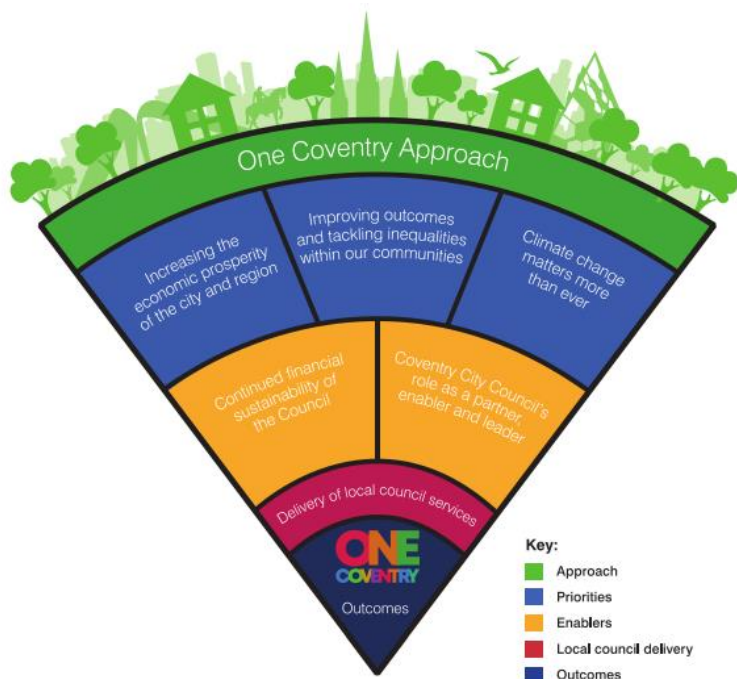 One Coventry Approach
Increasing the
economic prosperity
of the city and region
Improving outcomes
and tackling inequalities
within our communities
Climate change
matters more
than ever
Continued financial
sustainability of
the Council
Coventry City Council's
role as a partner,
enabler and leader
Delivery of local council services
ONE
COVENTRY
Outcomes
Key:
Approach
Priorities
Enablers
Local council delivery
Outcomes